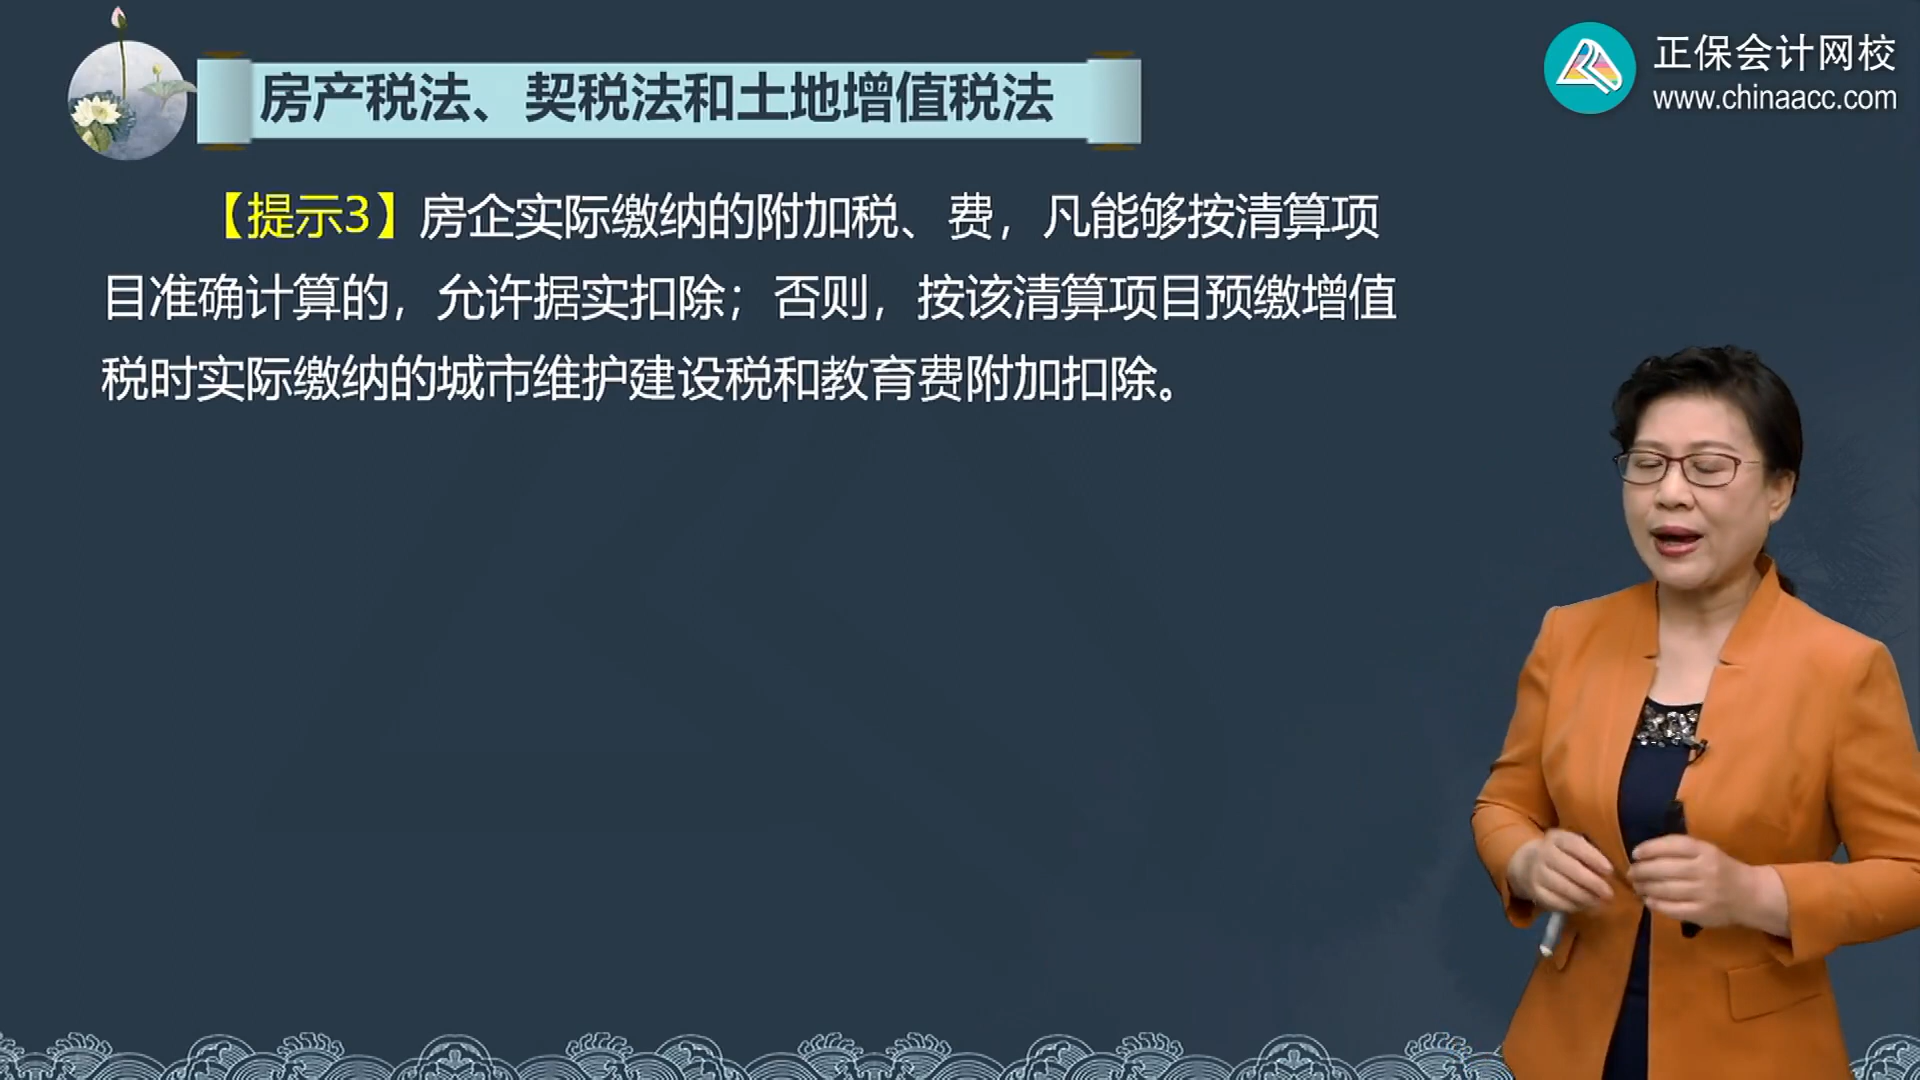 正保会计网校
www.chinaacc.com
房产税法、契税法和土地增值税法
【提示3】房企实际缴纳的附加税、费，凡能够按清算项
目准确计算的，允许据实扣除；否则，按该清算项目预缴增值
税时实际缴纳的城市维护建设税和教育费附加扣除。